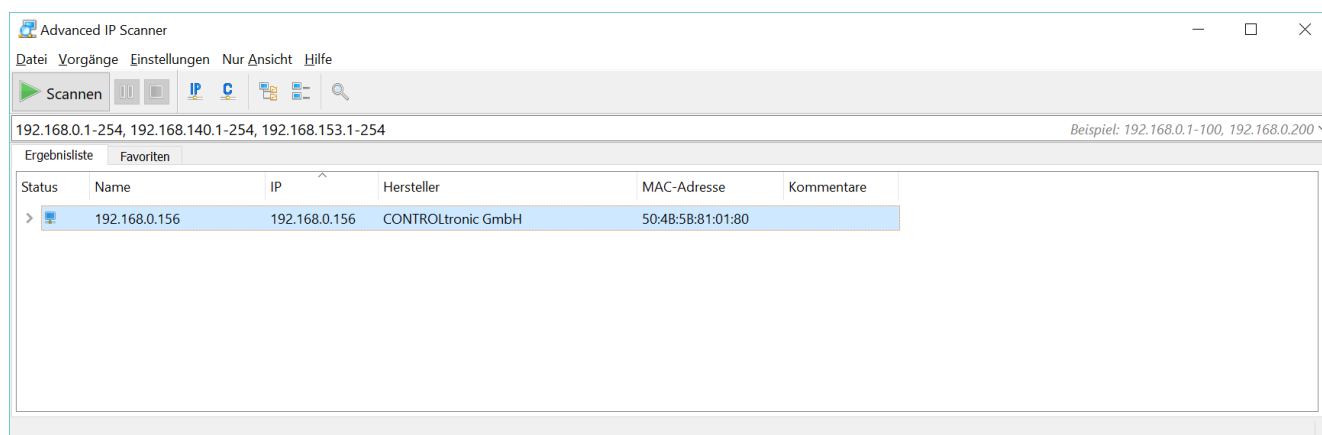 Advanced IP Scanner
Datei Vorgänge Einstellungen Nur Ansicht Hilfe
Scannen IP C
192.168.0.1-254, 192.168.140.1-254, 192.168.153.1-254 Beispiel: 192.168.0.1-100, 192.168.0.200
Ergebnisliste Favoriten
Status Name IP Hersteller MAC-Adresse Kommentare
192.168.0.156 192.168.0.156 CONTROLtronic GmbH 50:4B:5B:81:01:80